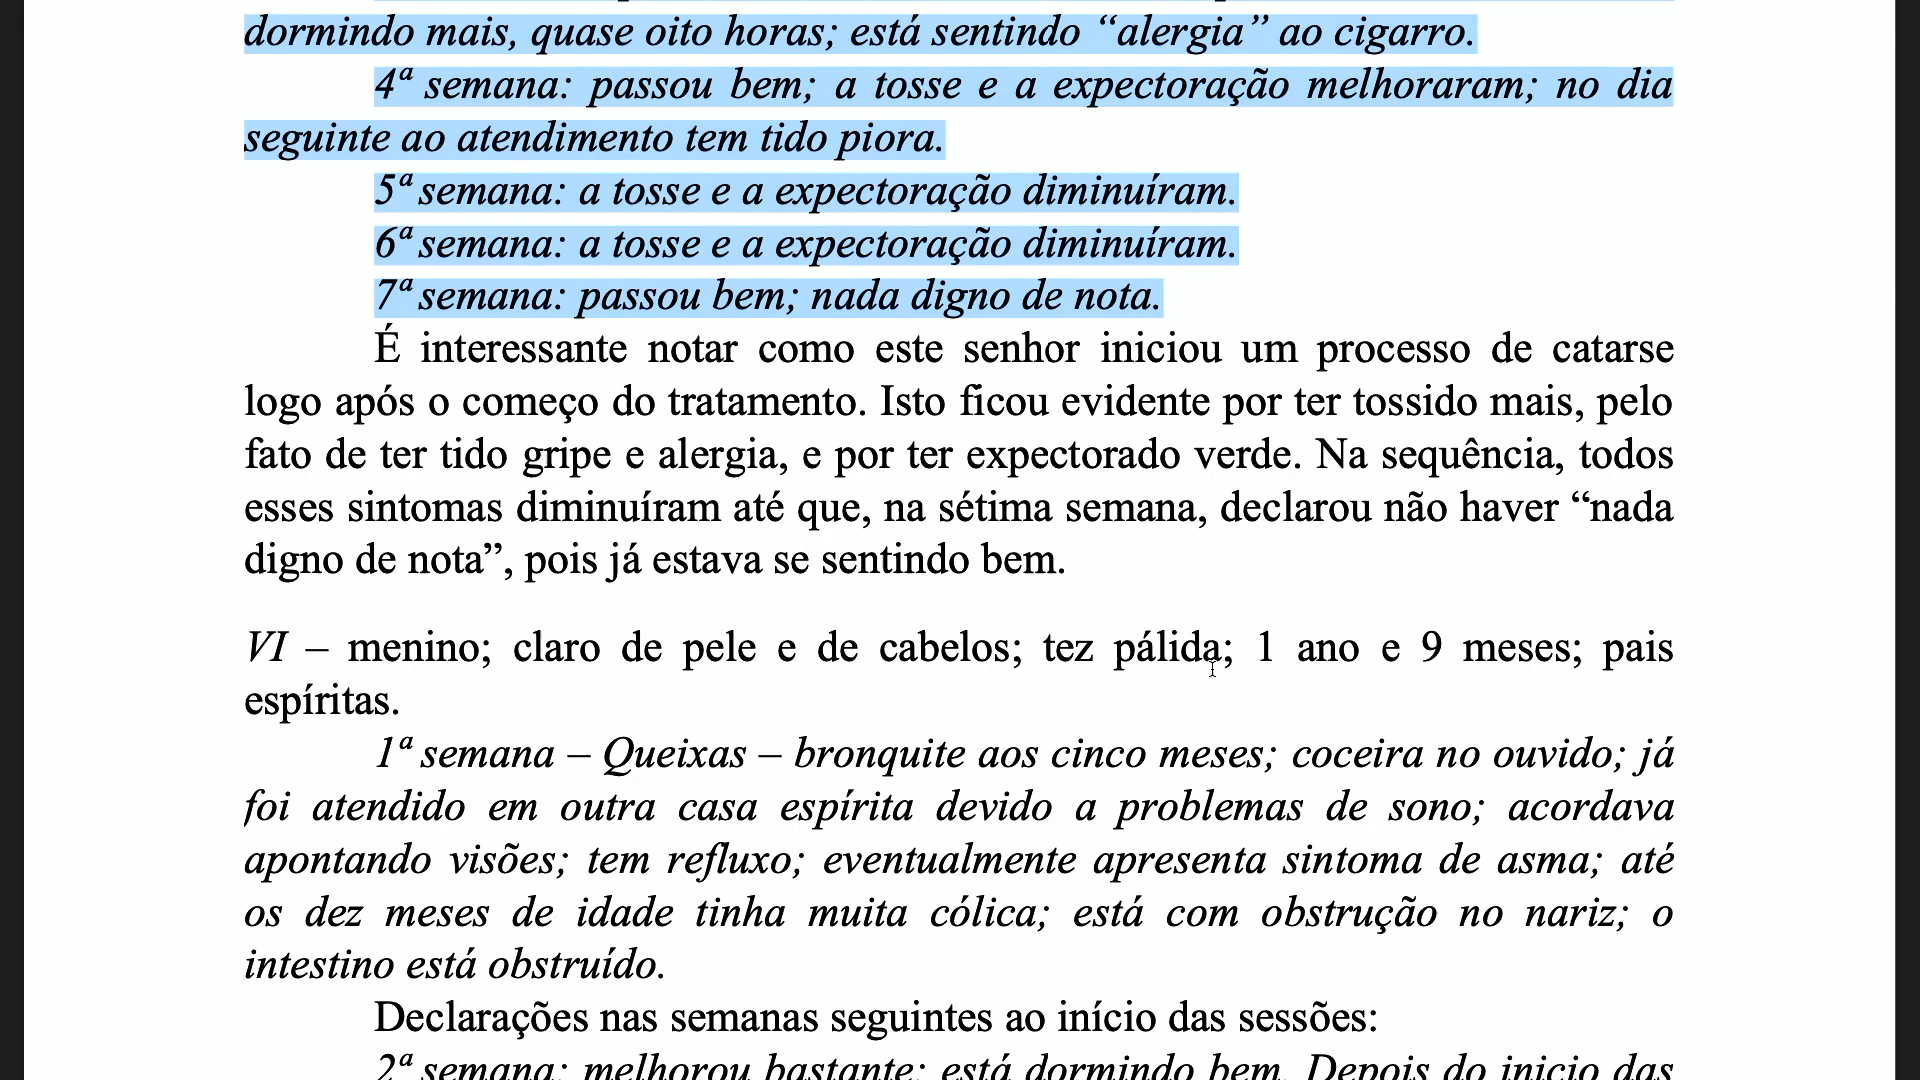 dormindo mais, quase oito horas; está sentindo “alergia” ao cigarro.
4ª semana: passou bem; a tosse e a expectoração melhoraram; no dia
seguinte ao atendimento tem tido piora.
5ª semana: a tosse e a expectoração diminuíram.
6ª semana: a tosse e a expectoração diminuíram.
7ª semana: passou bem; nada digno de nota.
É interessante notar como este senhor iniciou um processo de catarse
logo após o começo do tratamento. Isto ficou evidente por ter tossido mais, pelo
fato de ter tido gripe e alergia, e por ter expectorado verde. Na sequência, todos
esses sintomas diminuíram até que, na sétima semana, declarou não haver “nada
digno de nota”, pois já estava se sentindo bem.
VI – menino; claro de pele e de cabelos; tez pálida; 1 ano e 9 meses; pais
espíritas.
1ª semana – Queixas – bronquite aos cinco meses; coceira no ouvido; já
foi atendido em outra casa espírita devido a problemas de sono; acordava
apontando visões; tem refluxo; eventualmente apresenta sintoma de asma; até
os dez meses de idade tinha muita cólica; está com obstrução no nariz; o
intestino está obstruído.
Declarações nas semanas seguintes ao início das sessões:
2ª semana: melhorou bastante; está dormindo bem. Depois do inicio das